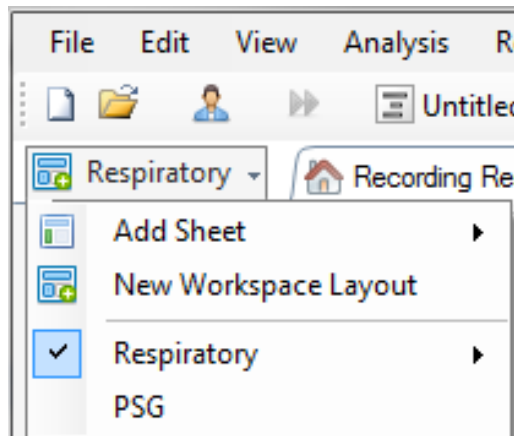 File Edit View Analysis R
Untitled
Respiratory Recording Re
Add Sheet
New Workspace Layout
Respiratory
PSG